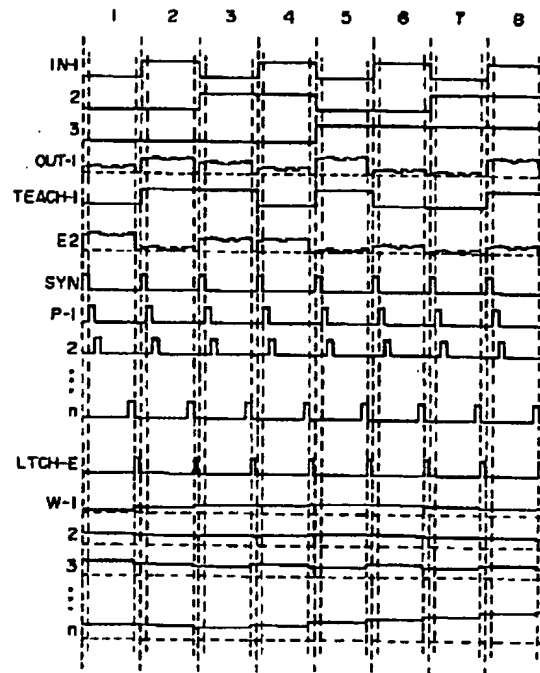 1 2 3 4 5 6 7 8
IN-1
2
3
OUT-1
TEACH-1
E2
SYN
P-1
2
n
LTCH-E
W-1
2
3
n